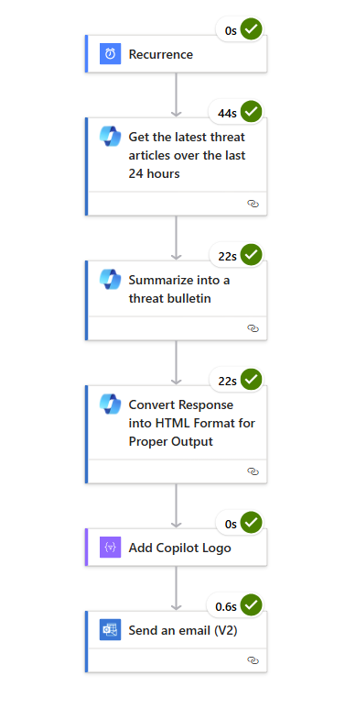 0s
Recurrence
44s
Get the latest threat
articles over the last
24 hours
22s
Summarize into a
threat bulletin
22s
Convert Response
into HTML Format for
Proper Output
0s
{v}
Add Copilot Logo
0.6s
Send an email (V2)